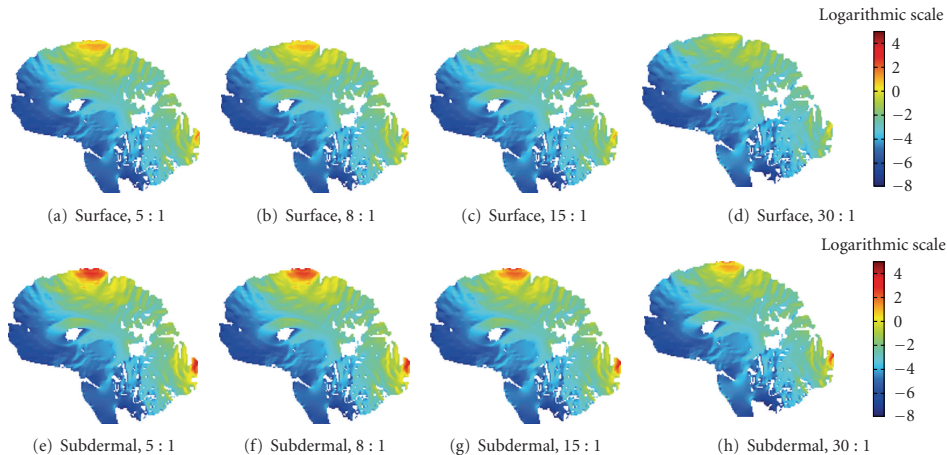 Logarithmic scale
4
2
0
−2
−4
−6
−8
(a) Surface, 5 : 1
(b) Surface, 8 : 1
(c) Surface, 15 : 1
(d) Surface, 30 : 1
Logarithmic scale
4
2
0
−2
−4
−6
−8
(e) Subdermal, 5 : 1
(f) Subdermal, 8 : 1
(g) Subdermal, 15 : 1
(h) Subdermal, 30 : 1